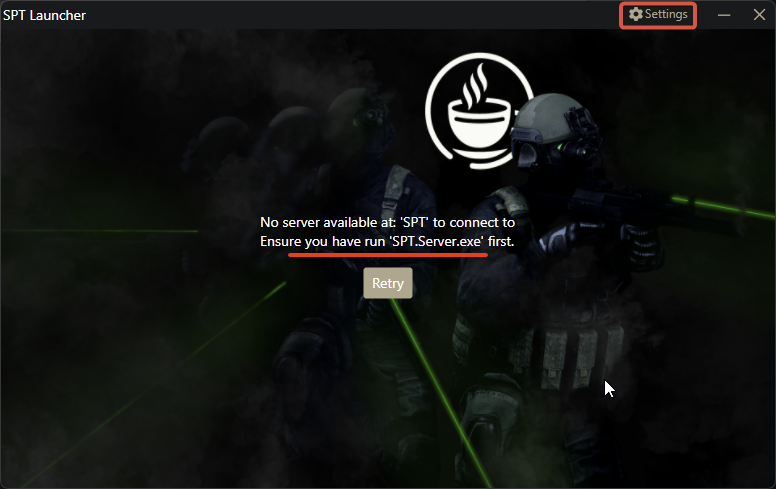 SPT Launcher
Settings
No server available at: 'SPT' to connect to
Ensure you have run 'SPT.Server.exe' first.
Retry